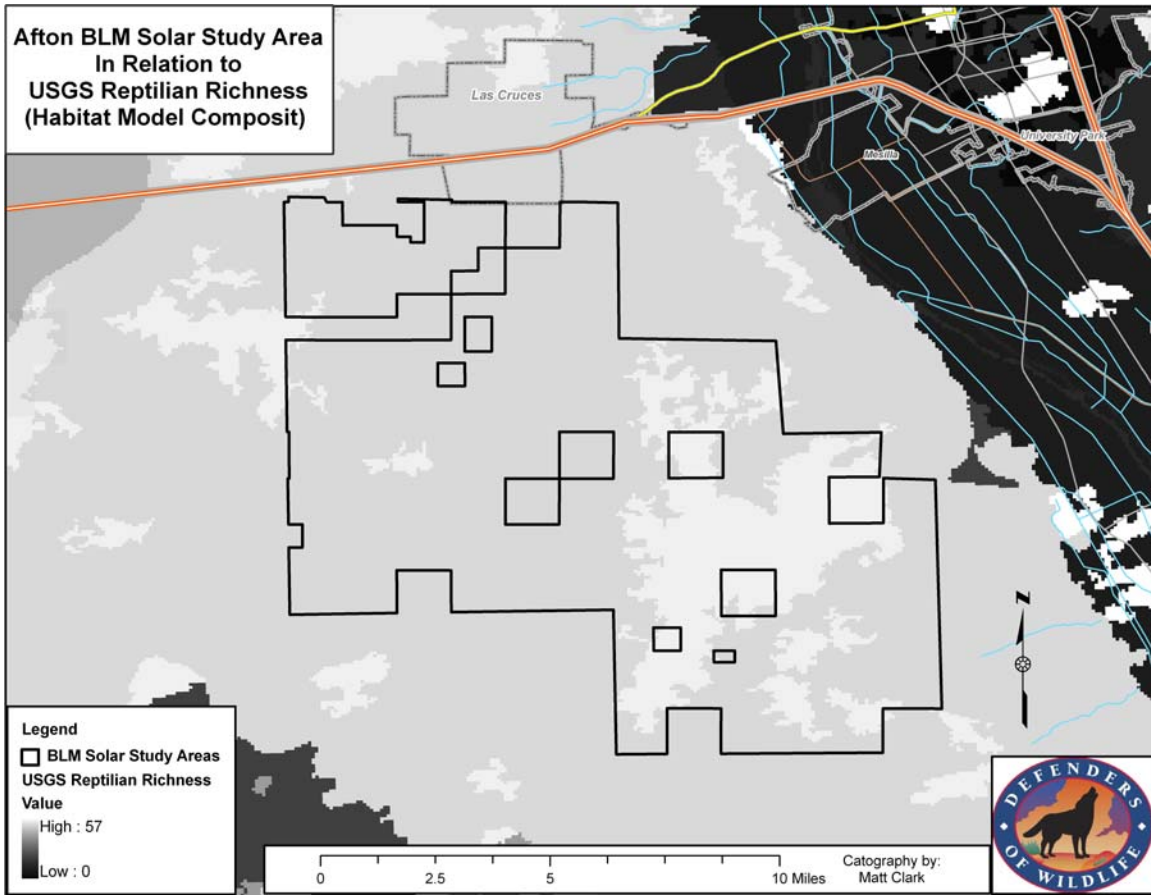 Afton BLM Solar Study Area
In Relation to
USGS Reptilian Richness
(Habitat Model Composit)
Las Cruces
University Park
Mesilla
N
Legend
BLM Solar Study Areas
USGS Reptilian Richness
Value
High : 57
Low : 0
0 2.5 5 10 Miles
Catography by:
Matt Clark
DEFENDERS
OF WILDLIFE